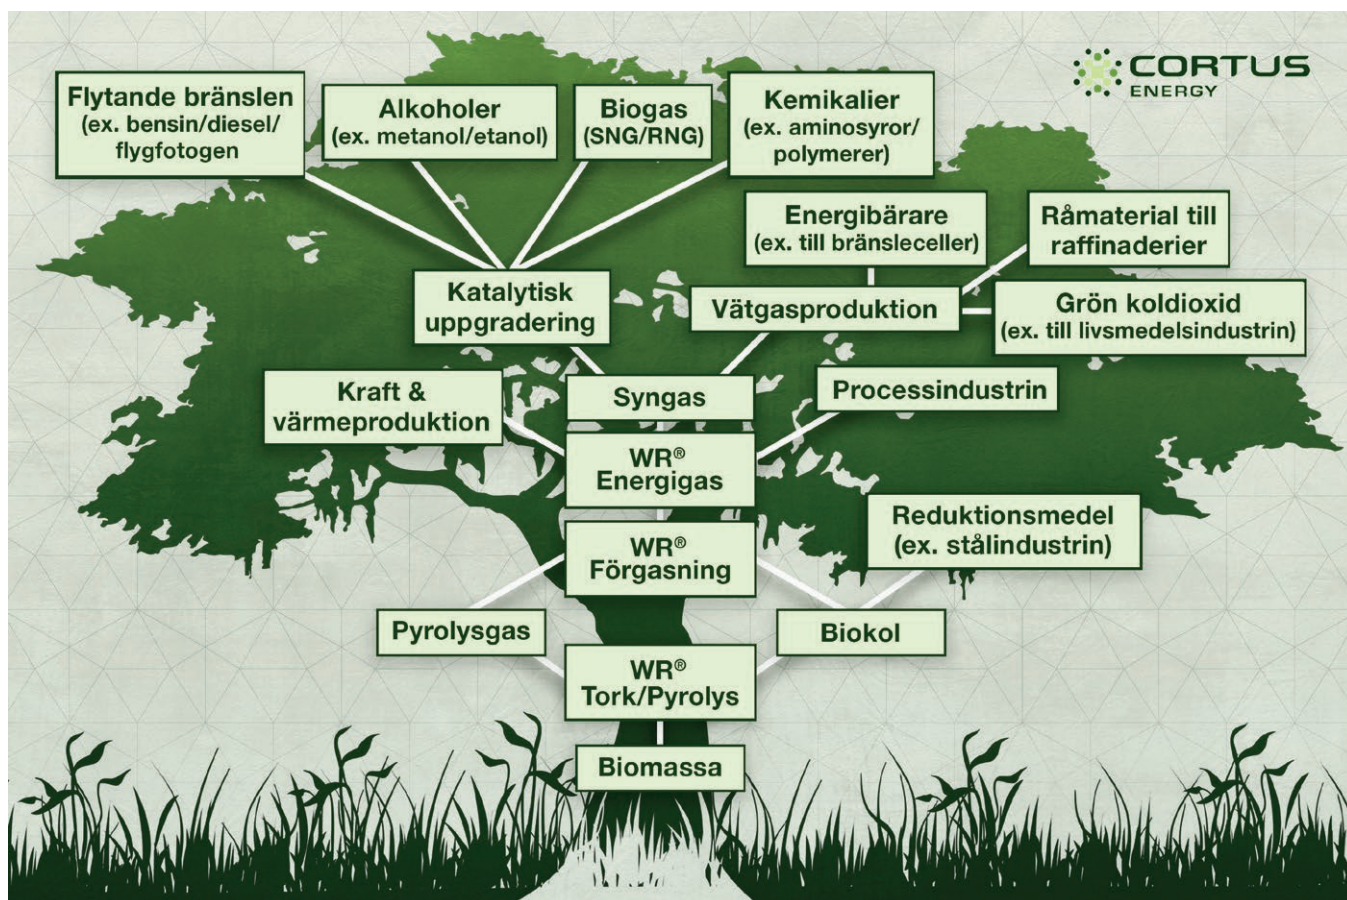 CORTUS
ENERGY
Flytande bränslen
(ex. bensin/diesel/
flygfotogen
Alkoholer
(ex. metanol/etanol)
Biogas
(SNG/RNG)
Kemikalier
(ex. aminosyror/
polymerer)
Energibärare
(ex. till bränsleceller)
Råmaterial till
raffinaderier
Katalytisk
uppgradering
Vätgasproduktion
Grön koldioxid
(ex. till livsmedelsindustrin)
Kraft &
värmeproduktion
Syngas
Processindustrin
WR®
Energigas
Reduktionsmedel
(ex. stålindustrin)
WR®
Förgasning
Pyrolysgas
Biokol
WR®
Tork/Pyrolys
Biomassa